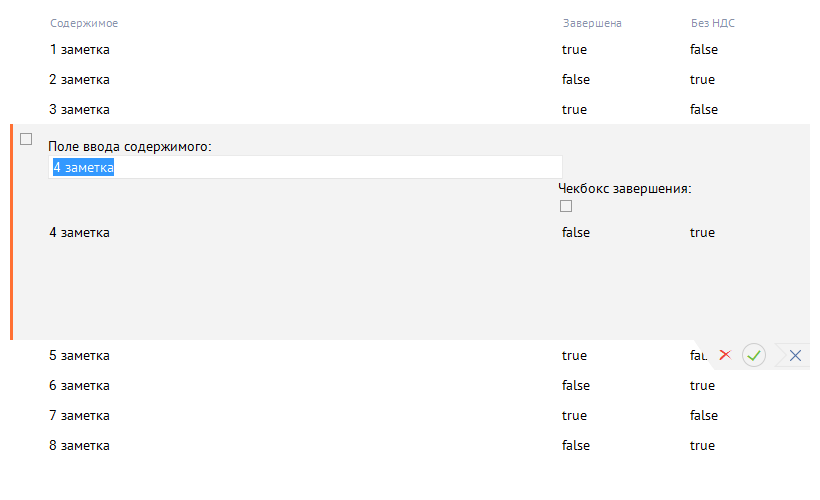 Содержимое Завершена Без НДС
1 заметка true false
2 заметка false true
3 заметка true false
Поле ввода содержимого:
4 заметка
Чекбокс завершения:
4 заметка false true
5 заметка true
6 заметка false true
7 заметка true false
8 заметка false true